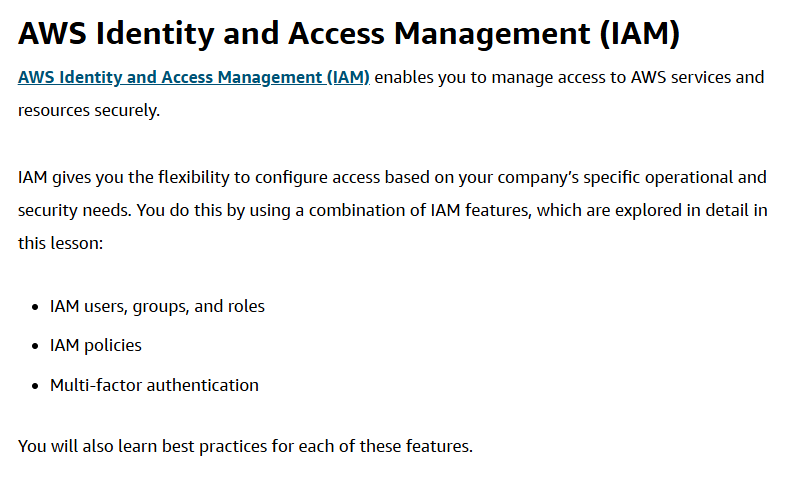 AWS Identity and Access Management (IAM)
AWS Identity and Access Management (IAM) enables you to manage access to AWS services and
resources securely.
IAM gives you the flexibility to configure access based on your company's specific operational and
security needs. You do this by using a combination of IAM features, which are explored in detail in
this lesson:
• IAM users, groups, and roles
• IAM policies
• Multi-factor authentication
You will also learn best practices for each of these features.